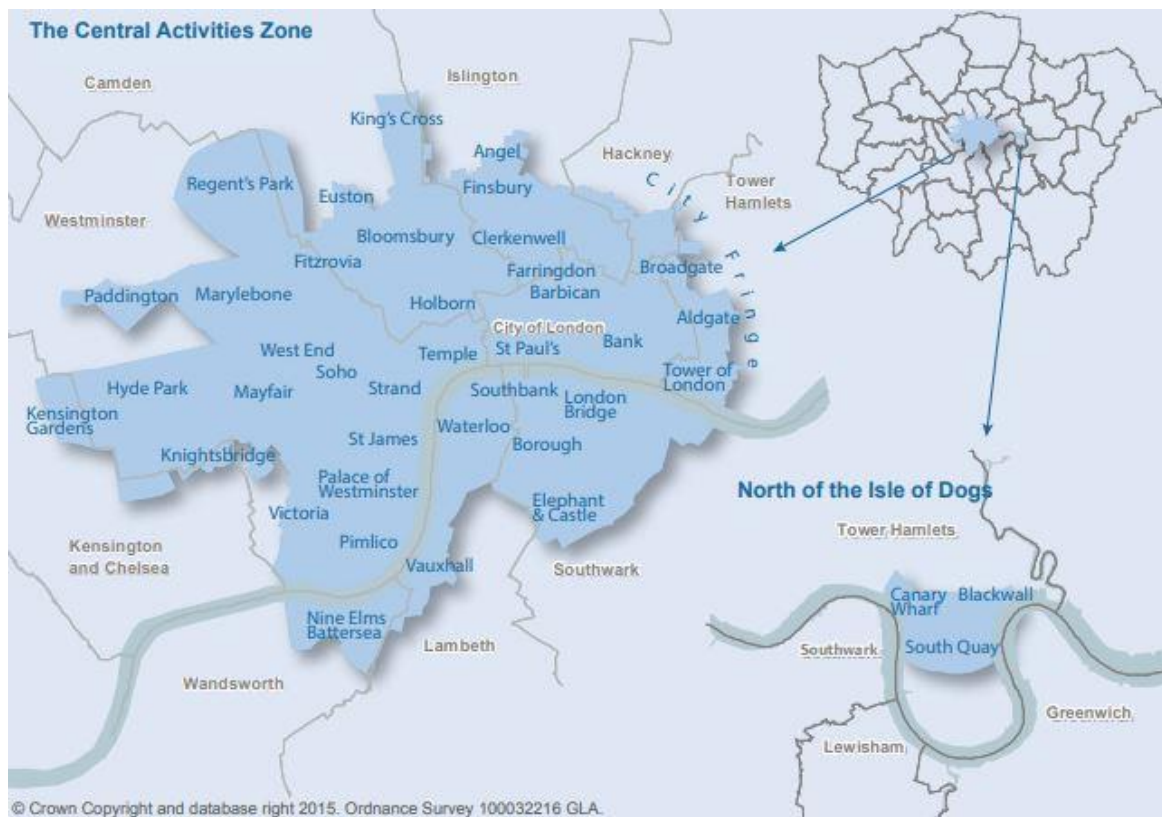 The Central Activities Zone
Camden
Islington
King's Cross
Angel
Hackney
City Fringe
Tower
Hamlets
Regent's Park
Euston
Finsbury
Westminster
Bloomsbury
Clerkenwell
Fitzrovia
Farringdon
Broadgate
Paddington
Marylebone
Holborn
Barbican
Aldgate
City of London
West End
Temple
St Paul's
Bank
Soho
Hyde Park
Mayfair
Strand
Southbank
London
Bridge
Tower of
London
Kensington
Gardens
St James
Waterloo
Borough
Knightsbridge
Palace of
Westminster
Elephant
& Castle
Victoria
Pimlico
Kensington
and Chelsea
Vauxhall
Southwark
Nine Elms
Battersea
Lambeth
Wandsworth
North of the Isle of Dogs
Tower Hamlets
Canary
Wharf
Blackwall
Southwark
South Quay
Greenwich
Lewisham
© Crown Copyright and database right 2015. Ordnance Survey 100032216 GLA.